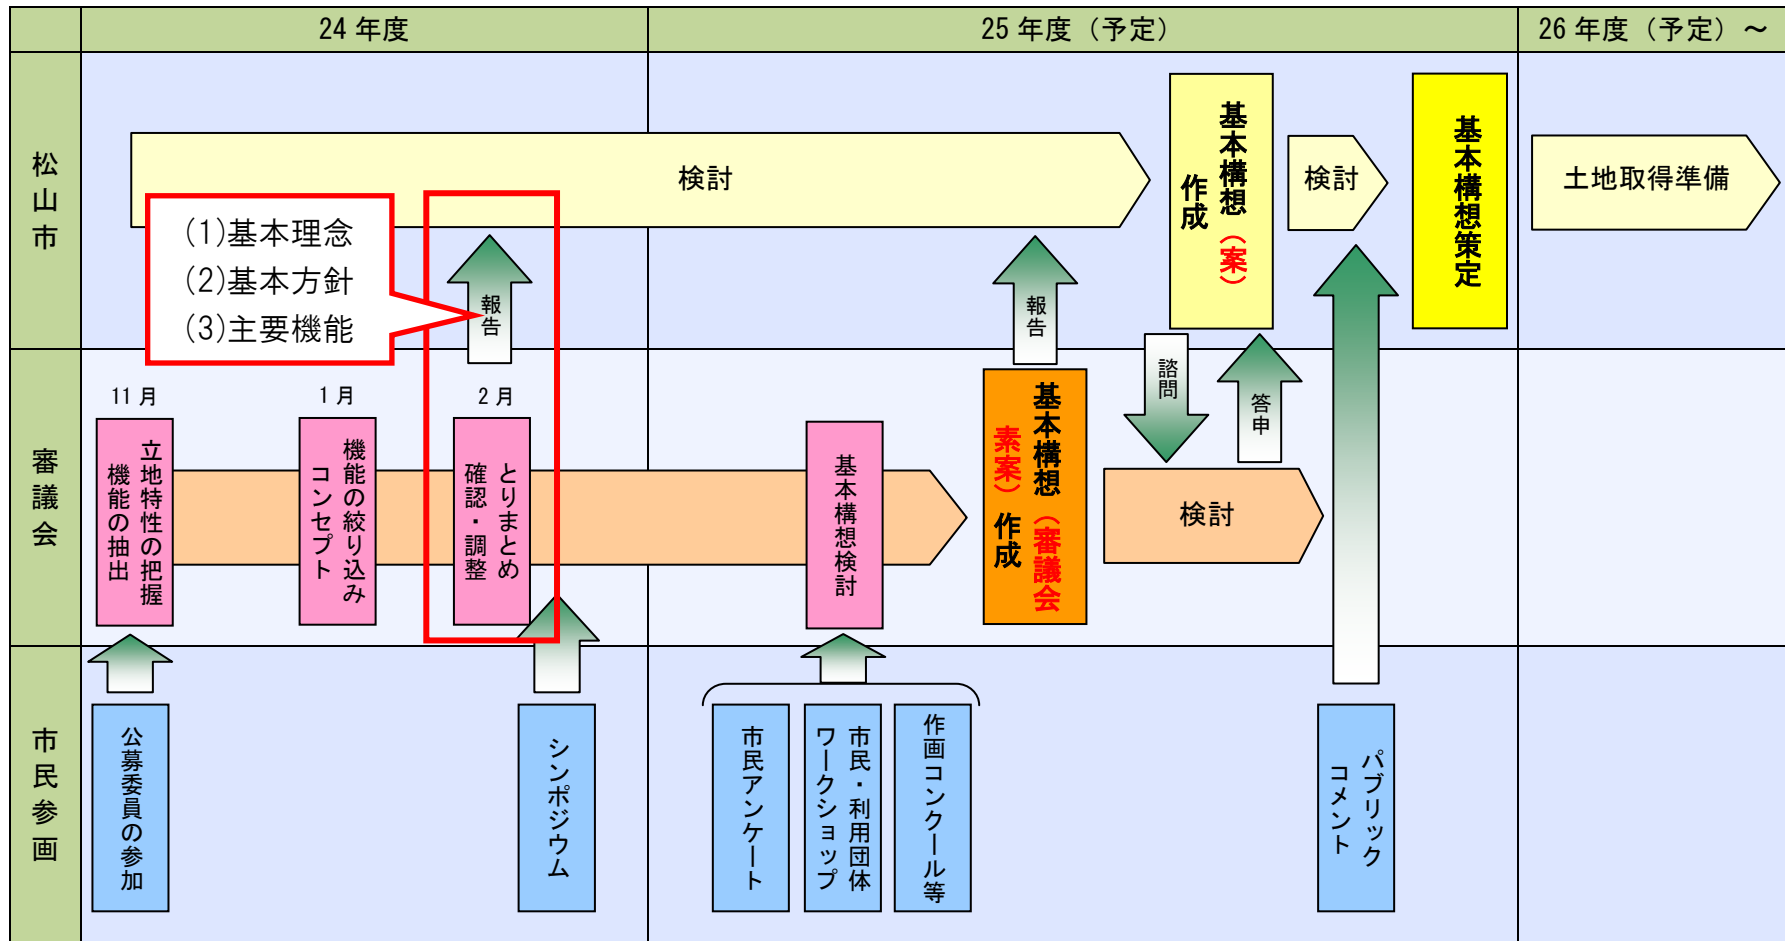 24 年度
25 年度（予定）
26 年度（予定）～
松山市
検討
基本構想（案）
作成
検討
基本構想策定
土地取得準備
(1)基本理念
(2)基本方針
(3)主要機能
報告
報告
諮問
答申
審議会
11 月
1 月
2 月
立地特性の把握
機能の抽出
機能の絞り込み
コンセプト
とりまとめ
確認・調整
基本構想検討
基本構想（審議会
素案）作成
検討
市民参画
公募委員の参加
シンポジウム
市民アンケート
市民・利用団体
ワークショップ
作画コンクール等
パブリック
コメント